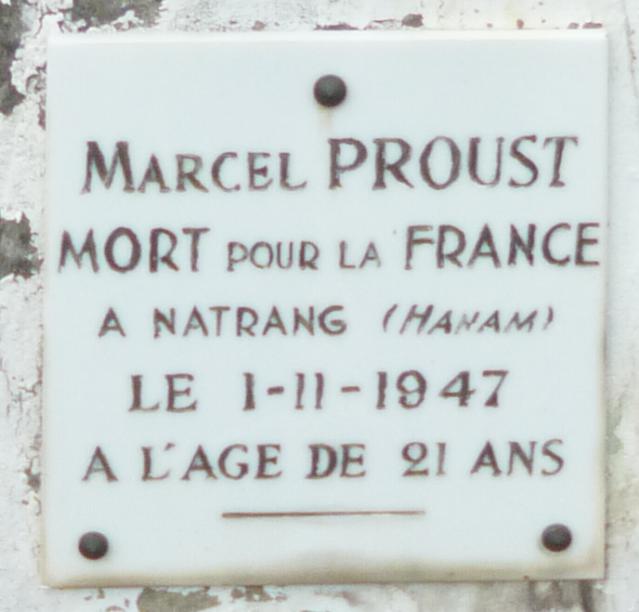 MARCEL PROUST
MORT POUR LA FRANCE
A NATRANG (HANAM)
LE 1-11-1947
A L'AGE DE 21 ANS